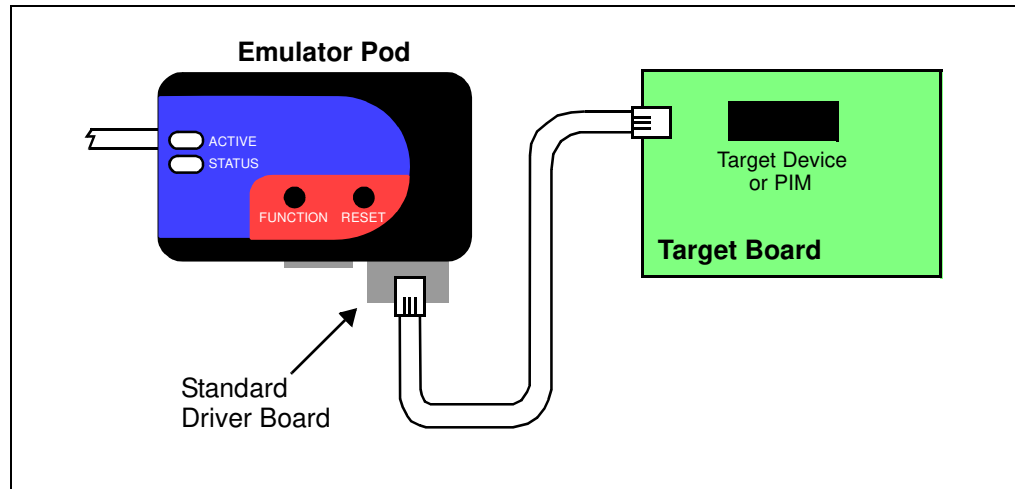 Emulator Pod
ACTIVE
STATUS
FUNCTION RESET
Target Device
or PIM
Target Board
Standard
Driver Board